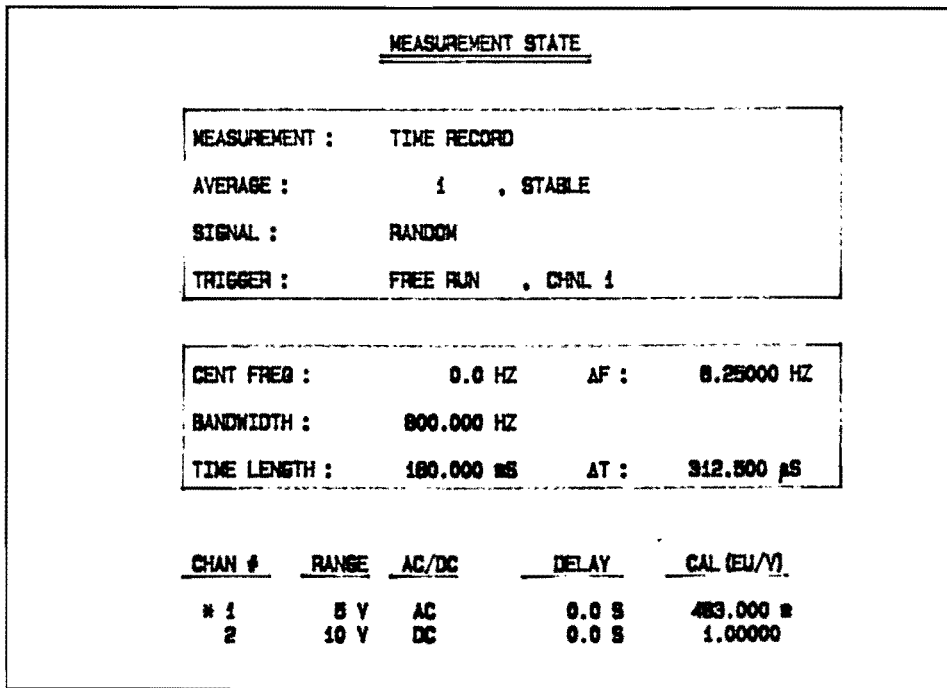 MEASUREMENT STATE
MEASUREMENT : TIME RECORD
AVERAGE : 1 , STABLE
SIGNAL : RANDOM
TRIGGER : FREE RUN , CHNL 1
CENT FREQ : 0.0 HZ ΔF : 6.25000 HZ
BANDWIDTH : 800.000 HZ
TIME LENGTH : 160.000 mS ΔT : 312.500 µS
CHAN # RANGE AC/DC DELAY CAL (EU/V)
* 1 5 V AC 0.0 S m
2 10 V DC 0.0 S 1.00000